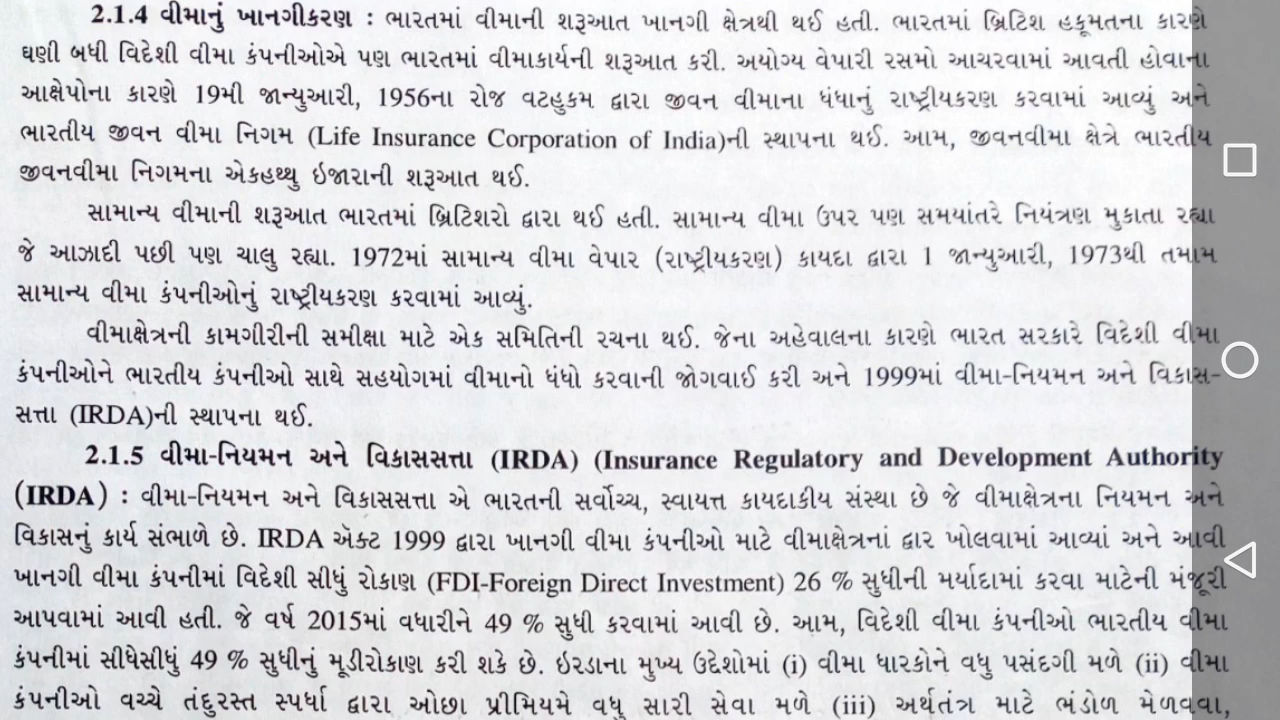 2.1.4 વીમાનું ખાનગીકરણ : ભારતમાં વીમાની શરૂઆત ખાનગી ક્ષેત્રથી થઈ હતી. ભારતમાં બ્રિટિશ હકૂમતના કારણે
ઘણી બધી વિદેશી વીમા કંપનીઓએ પણ ભારતમાં વીમાકાર્યની શરૂઆત કરી. અયોગ્ય વેપારી રસમો આચરવામાં આવતી હોવાના
આક્ષેપોના કારણે 19મી જાન્યુઆરી, 1956ના રોજ વટહુકમ દ્વારા જીવન વીમાના ધંધાનું રાષ્ટ્રીયકરણ કરવામાં આવ્યું અને
ભારતીય જીવન વીમા નિગમ (Life Insurance Corporation of India)ની સ્થાપના થઈ. આમ, જીવનવીમા ક્ષેત્રે ભારતીય
જીવનવીમા નિગમના એકહથ્થુ ઇજારાની શરૂઆત થઈ.
સામાન્ય વીમાની શરૂઆત ભારતમાં બ્રિટિશરો દ્વારા થઈ હતી. સામાન્ય વીમા ઉપર પણ સમયાંતરે નિયંત્રણ મુકાતા રહ્યા
જે આઝાદી પછી પણ ચાલુ રહ્યા. 1972માં સામાન્ય વીમા વેપાર (રાષ્ટ્રીયકરણ) કાયદા દ્વારા 1 જાન્યુઆરી, 1973થી તમામ
સામાન્ય વીમા કંપનીઓનું રાષ્ટ્રીયકરણ કરવામાં આવ્યું.
વીમાક્ષેત્રની કામગીરીની સમીક્ષા માટે એક સમિતિની રચના થઈ. જેના અહેવાલના કારણે ભારત સરકારે વિદેશી વીમા
કંપનીઓને ભારતીય કંપનીઓ સાથે સહયોગમાં વીમાનો ધંધો કરવાની જોગવાઈ કરી અને 1999માં વીમા-નિયમન અને વિકાસ-
સત્તા (IRDA)ની સ્થાપના થઈ.
2.1.5 વીમા-નિયમન અને વિકાસસત્તા (IRDA) (Insurance Regulatory and Development Authority
(IRDA) : વીમા-નિયમન અને વિકાસસત્તા એ ભારતની સર્વોચ્ચ, સ્વાયત્ત કાયદાકીય સંસ્થા છે જે વીમાક્ષેત્રના નિયમન અને
વિકાસનું કાર્ય સંભાળે છે. IRDA ઍક્ટ 1999 દ્વારા ખાનગી વીમા કંપનીઓ માટે વીમાક્ષેત્રનાં દ્વાર ખોલવામાં આવ્યાં અને આવી
ખાનગી વીમા કંપનીમાં વિદેશી સીધું રોકાણ (FDI-Foreign Direct Investment) 26 % સુધીની મર્યાદામાં કરવા માટેની મંજૂરી
આપવામાં આવી હતી. જે વર્ષ 2015માં વધારીને 49 % સુધી કરવામાં આવી છે. આમ, વિદેશી વીમા કંપનીઓ ભારતીય વીમા
કંપનીમાં સીધેસીધું 49 % સુધીનું મૂડીરોકાણ કરી શકે છે. ઇરડાના મુખ્ય ઉદ્દેશોમાં (i) વીમા ધારકોને વધુ પસંદગી મળે (ii) વીમા
કંપનીઓ વચ્ચે તંદુરસ્ત સ્પર્ધા દ્વારા ઓછા પ્રીમિયમે વધુ સારી સેવા મળે (iii) અર્થતંત્ર માટે ભંડોળ મેળવવા,